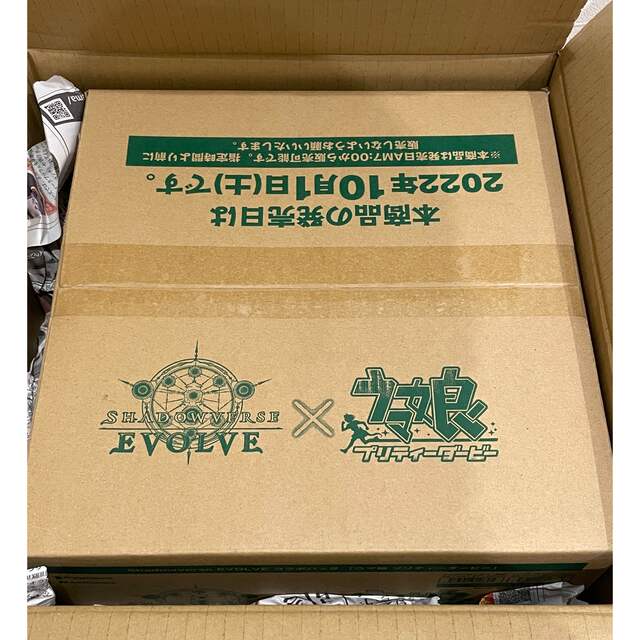 本商品の発売日は
2022年10月1日(土)です。
※本商品は発売日AM7:00から販売可能です。指定時間より前に
販売しないようお願いいたします。
SHADOWVERSE
EVOLVE
×
ウマ娘
プリティーダービー